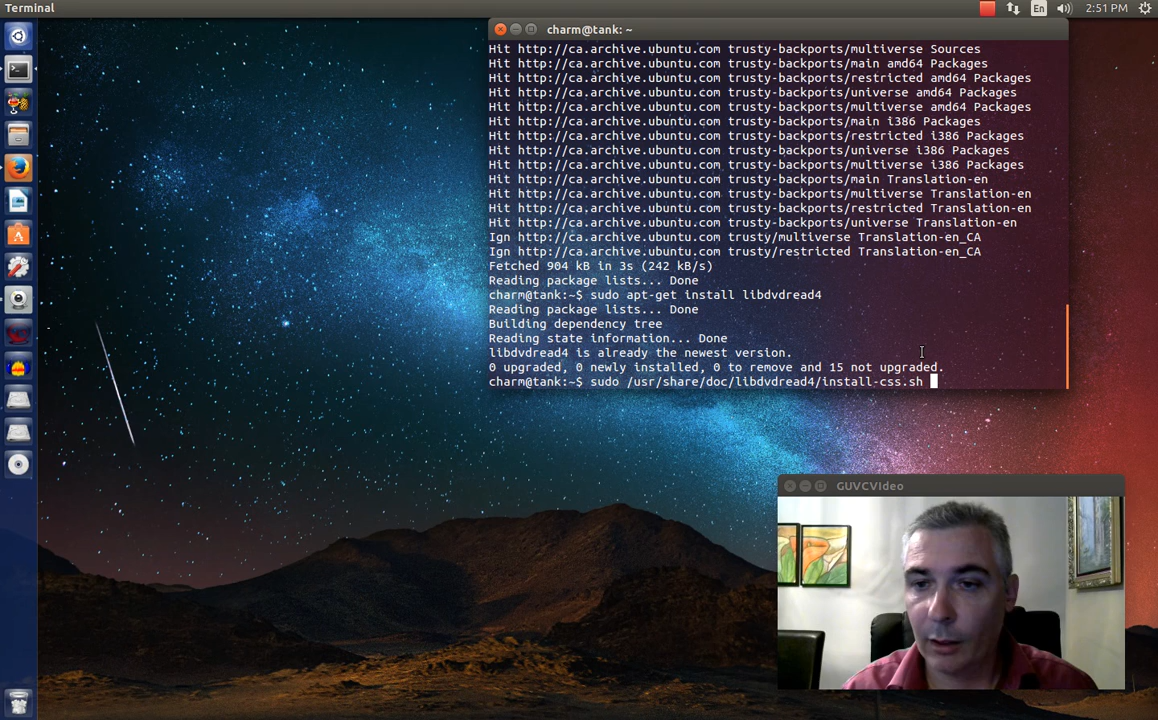 Terminal
En
2:51 PM
charm@tank: ~
Hit http://ca.archive.ubuntu.com trusty-backports/multiverse Sources
Hit http://ca.archive.ubuntu.com trusty-backports/main amd64 Packages
Hit http://ca.archive.ubuntu.com trusty-backports/restricted amd64 Packages
Hit http://ca.archive.ubuntu.com trusty-backports/universe amd64 Packages
Hit http://ca.archive.ubuntu.com trusty-backports/multiverse amd64 Packages
Hit http://ca.archive.ubuntu.com trusty-backports/main i386 Packages
Hit http://ca.archive.ubuntu.com trusty-backports/restricted i386 Packages
Hit http://ca.archive.ubuntu.com trusty-backports/universe i386 Packages
Hit http://ca.archive.ubuntu.com trusty-backports/multiverse i386 Packages
Hit http://ca.archive.ubuntu.com trusty-backports/main Translation-en
Hit http://ca.archive.ubuntu.com trusty-backports/multiverse Translation-en
Hit http://ca.archive.ubuntu.com trusty-backports/restricted Translation-en
Hit http://ca.archive.ubuntu.com trusty-backports/universe Translation-en
Ign http://ca.archive.ubuntu.com trusty/multiverse Translation-en_CA
Ign http://ca.archive.ubuntu.com trusty/restricted Translation-en_CA
Fetched 904 kB in 3s (242 kB/s)
Reading package lists... Done
charm@tank:~$ sudo apt-get install libdvdread4
Reading package lists... Done
Building dependency tree
Reading state information... Done
libdvdread4 is already the newest version.
0 upgraded, 0 newly installed, 0 to remove and 15 not upgraded.
charm@tank:~$ sudo /usr/share/doc/libdvdread4/install-css.sh
GUVCVIdeo